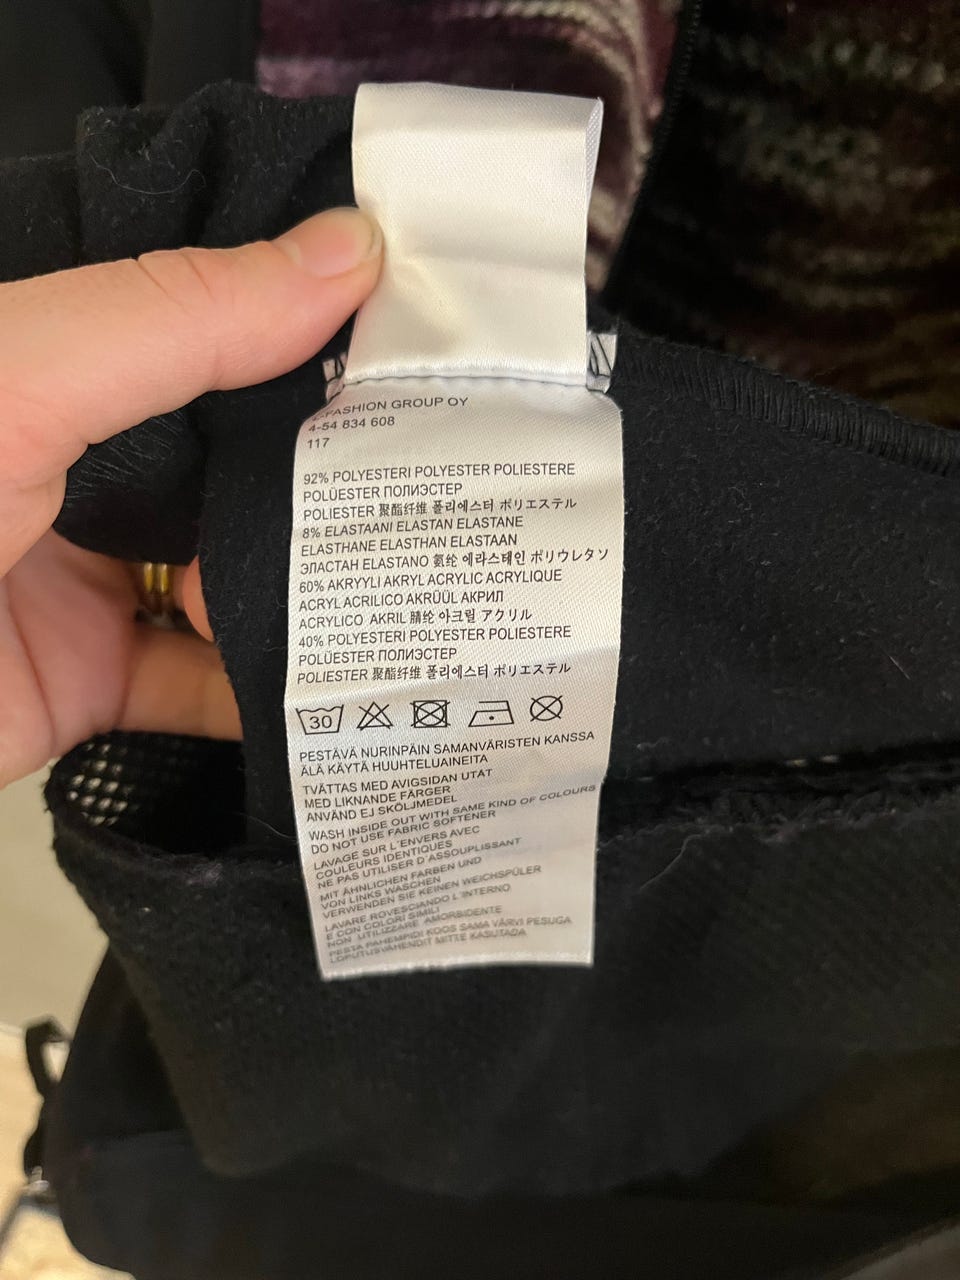 FASHION GROUP OY
4-54 834 608
117
92% POLYESTERI POLYESTER POLIESTERE
POLÜESTER ПОЛИЭСТЕР
POLIESTER 聚酯纤维 폴리에스터 ポリエステル
8% ELASTAANI ELASTAN ELASTANE
ELASTHANE ELASTHAN ELASTAAN
ЭЛАСТАН ELASTANO 氨纶 에라스테인 ポリウレタン
60% AKRYYLI AKRYL ACRYLIC ACRYLIQUE
ACRYL ACRILICO AKRÜÜL АКРИЛ
ACRYLICO AKRIL 腈纶 아크릴 アクリル
40% POLYESTERI POLYESTER POLIESTERE
POLÜESTER ПОЛИЭСТЕР
POLIESTER 聚酯纤维 폴리에스터 ポリエステル
30
PESTÄVÄ NURINPÄIN SAMANVÄRISTEN KANSSA
ÄLÄ KÄYTÄ HUUHTELUAINEITA
TVÄTTAS MED AVIGSIDAN UTAT
MED LIKNANDE FÄRGER
ANVÄND EJ SKÖLJMEDEL
WASH INSIDE OUT WITH SAME KIND OF COLOURS
DO NOT USE FABRIC SOFTENER
LAVAGE SUR L'ENVERS AVEC
COULEURS IDENTIQUES
NE PAS UTILISER D'ASSOUPLISSANT
MIT ÄHNLICHEN FARBEN UND
VON LINKS WASCHEN
VERWENDEN SIE KEINEN WEICHSPÜLER
LAVARE ROVESCIANDO L'INTERNO
E CON COLORI SIMILI
NON UTILIZZARE AMORBIDENTE
PESTA PAHEMPIDI KOOS SAMA VÄRVI PESUGA
LOPUTUSVAHENDIT MITTE KASUTADA